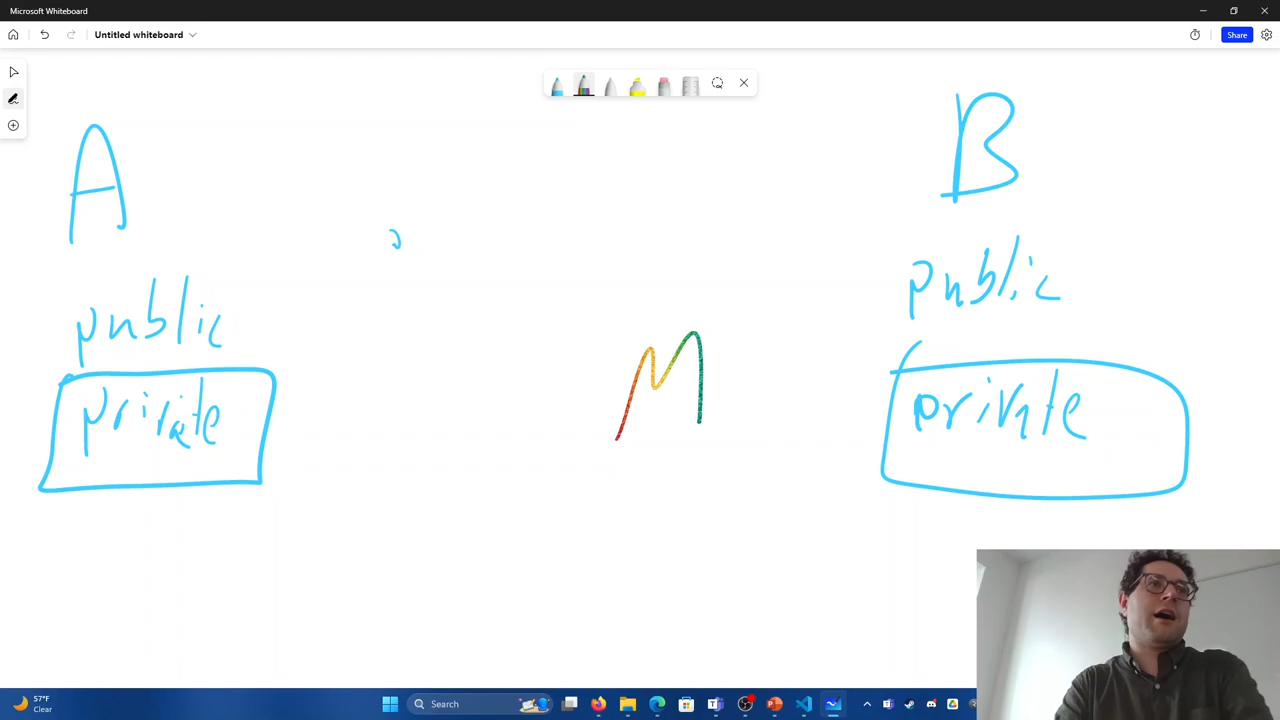 Microsoft Whiteboard
Untitled whiteboard
Share
A
B
public
public
private
private
M
57°F
Clear
Search